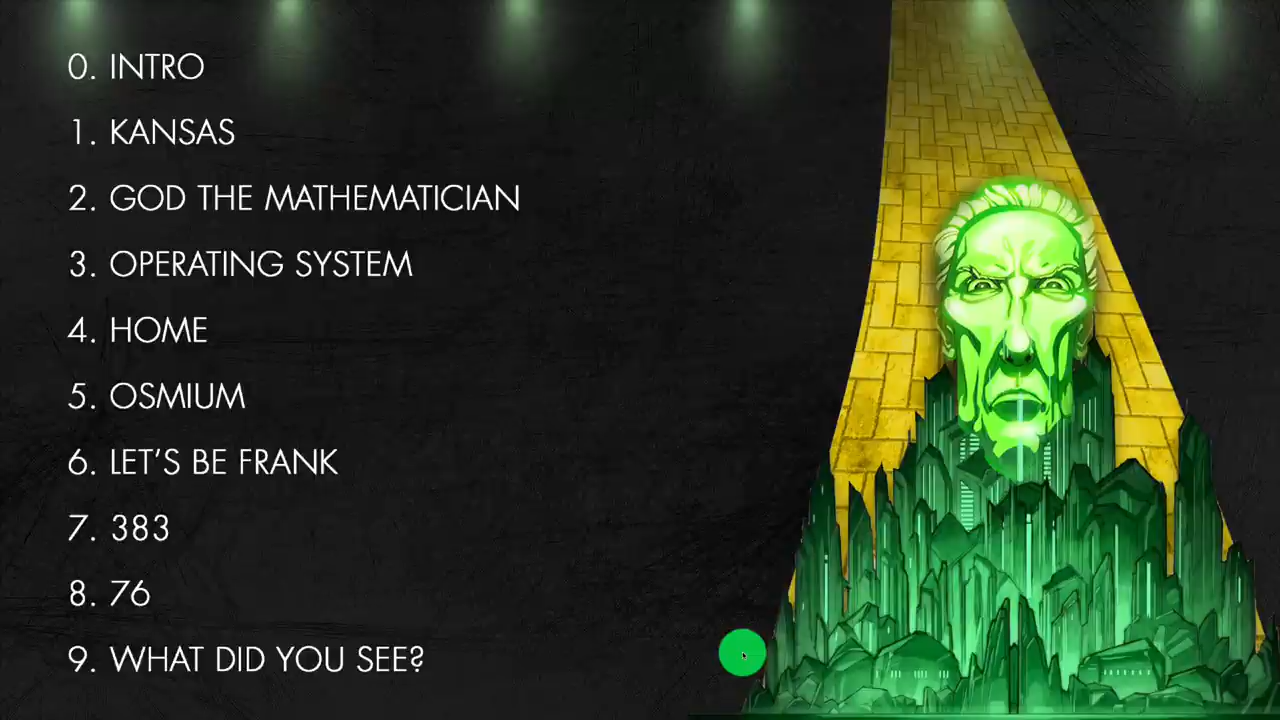 0. INTRO
1. KANSAS
2. GOD THE MATHEMATICIAN
3. OPERATING SYSTEM
4. HOME
5. OSMIUM
6. LET’S BE FRANK
7. 383
8. 76
9. WHAT DID YOU SEE?